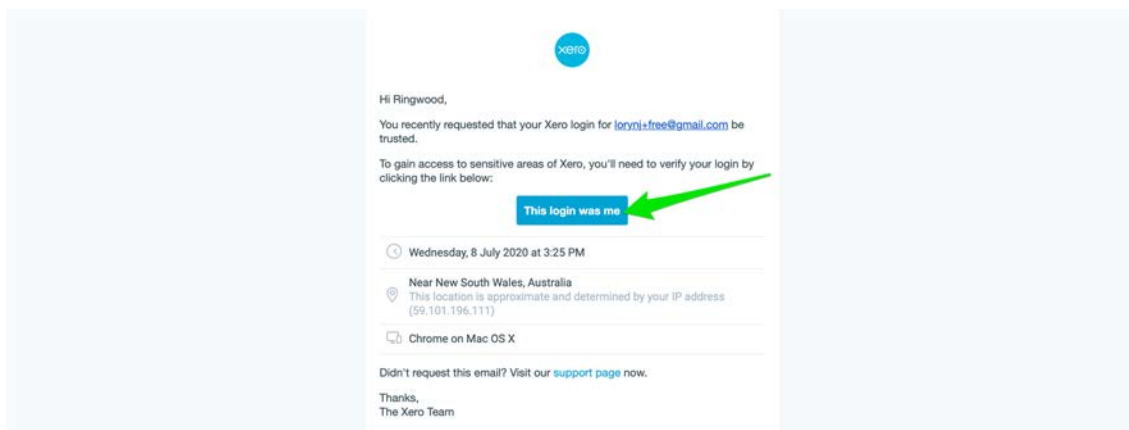 xero
Hi Ringwood,
You recently requested that your Xero login for lorynj+free@gmail.com be
trusted.
To gain access to sensitive areas of Xero, you'll need to verify your login by
clicking the link below:
This login was me
Wednesday, 8 July 2020 at 3:25 PM
Near New South Wales, Australia
This location is approximate and determined by your IP address
(59.101.196.111)
Chrome on Mac OS X
Didn't request this email? Visit our support page now.
Thanks,
The Xero Team